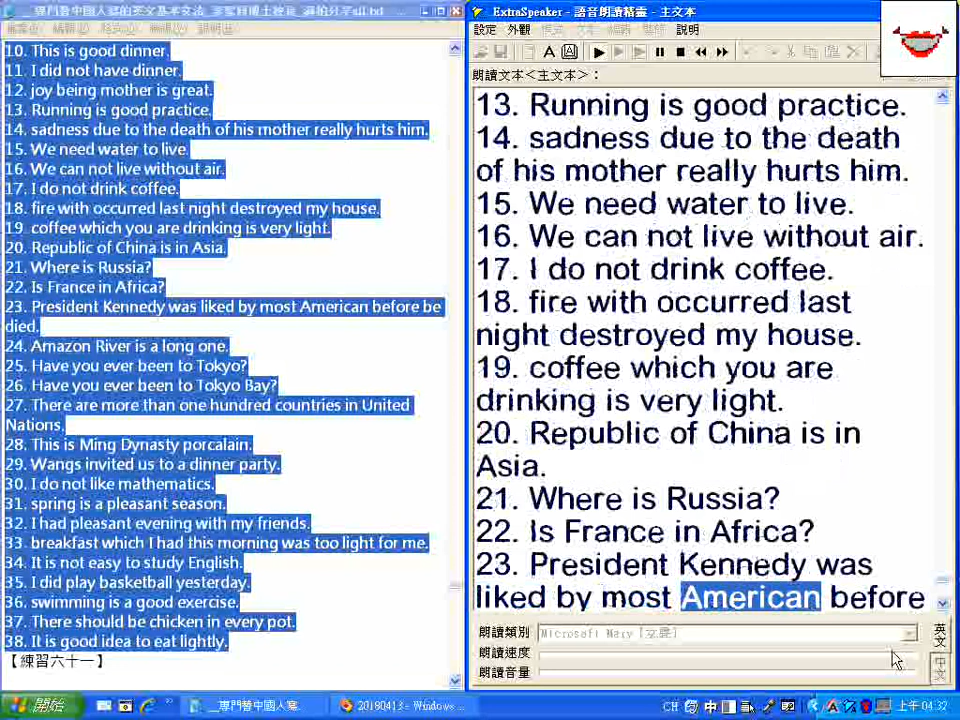 10. This is good dinner.
11. I did not have dinner.
12. joy being mother is great.
13. Running is good practice.
14. sadness due to the death of his mother really hurts him.
15. We need water to live.
16. We can not live without air.
17. I do not drink coffee.
18. fire with occurred last night destroyed my house.
19. coffee which you are drinking is very light.
20. Republic of China is in Asia.
21. Where is Russia?
22. Is France in Africa?
23. President Kennedy was liked by most American before be
died.
24. Amazon River is a long one.
25. Have you ever been to Tokyo?
26. Have you ever been to Tokyo Bay?
27. There are more than one hundred countries in United
Nations.
28. This is Ming Dynasty porcalain.
29. Wangs invited us to a dinner party.
30. I do not like mathematics.
31. spring is a pleasant season.
32. I had pleasant evening with my friends.
33. breakfast which I had this morning was too light for me.
34. It is not easy to study English.
35. I did play basketball yesterday.
36. swimming is a good exercise.
37. There should be chicken in every pot.
38. It is good idea to eat lightly.
【練習六十一】
ExtraSpeaker - 語音朗讀精靈 - 主文本
設定 外觀 說明
朗讀文本<主文本>：
13. Running is good practice.
14. sadness due to the death
of his mother really hurts him.
15. We need water to live.
16. We can not live without air.
17. I do not drink coffee.
18. fire with occurred last
night destroyed my house.
19. coffee which you are
drinking is very light.
20. Republic of China is in
Asia.
21. Where is Russia?
22. Is France in Africa?
23. President Kennedy was
liked by most American before
朗讀類別 Microsoft Mary [女聲]
朗讀速度
朗讀音量
英文
中文
開始
20190413 - Windows ...
CH 中
上午 04:32